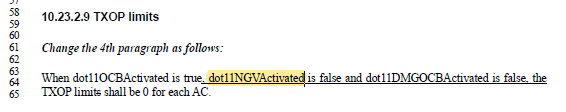 58 10.23.2.9 TXOP limits
59
60
61 Change the 4th paragraph as follows:
62
63
64 When dot11OCBActivated is true, dot11NGVActivated is false and dot11DMGOCBActivated is false, the
65 TXOP limits shall be 0 for each AC.